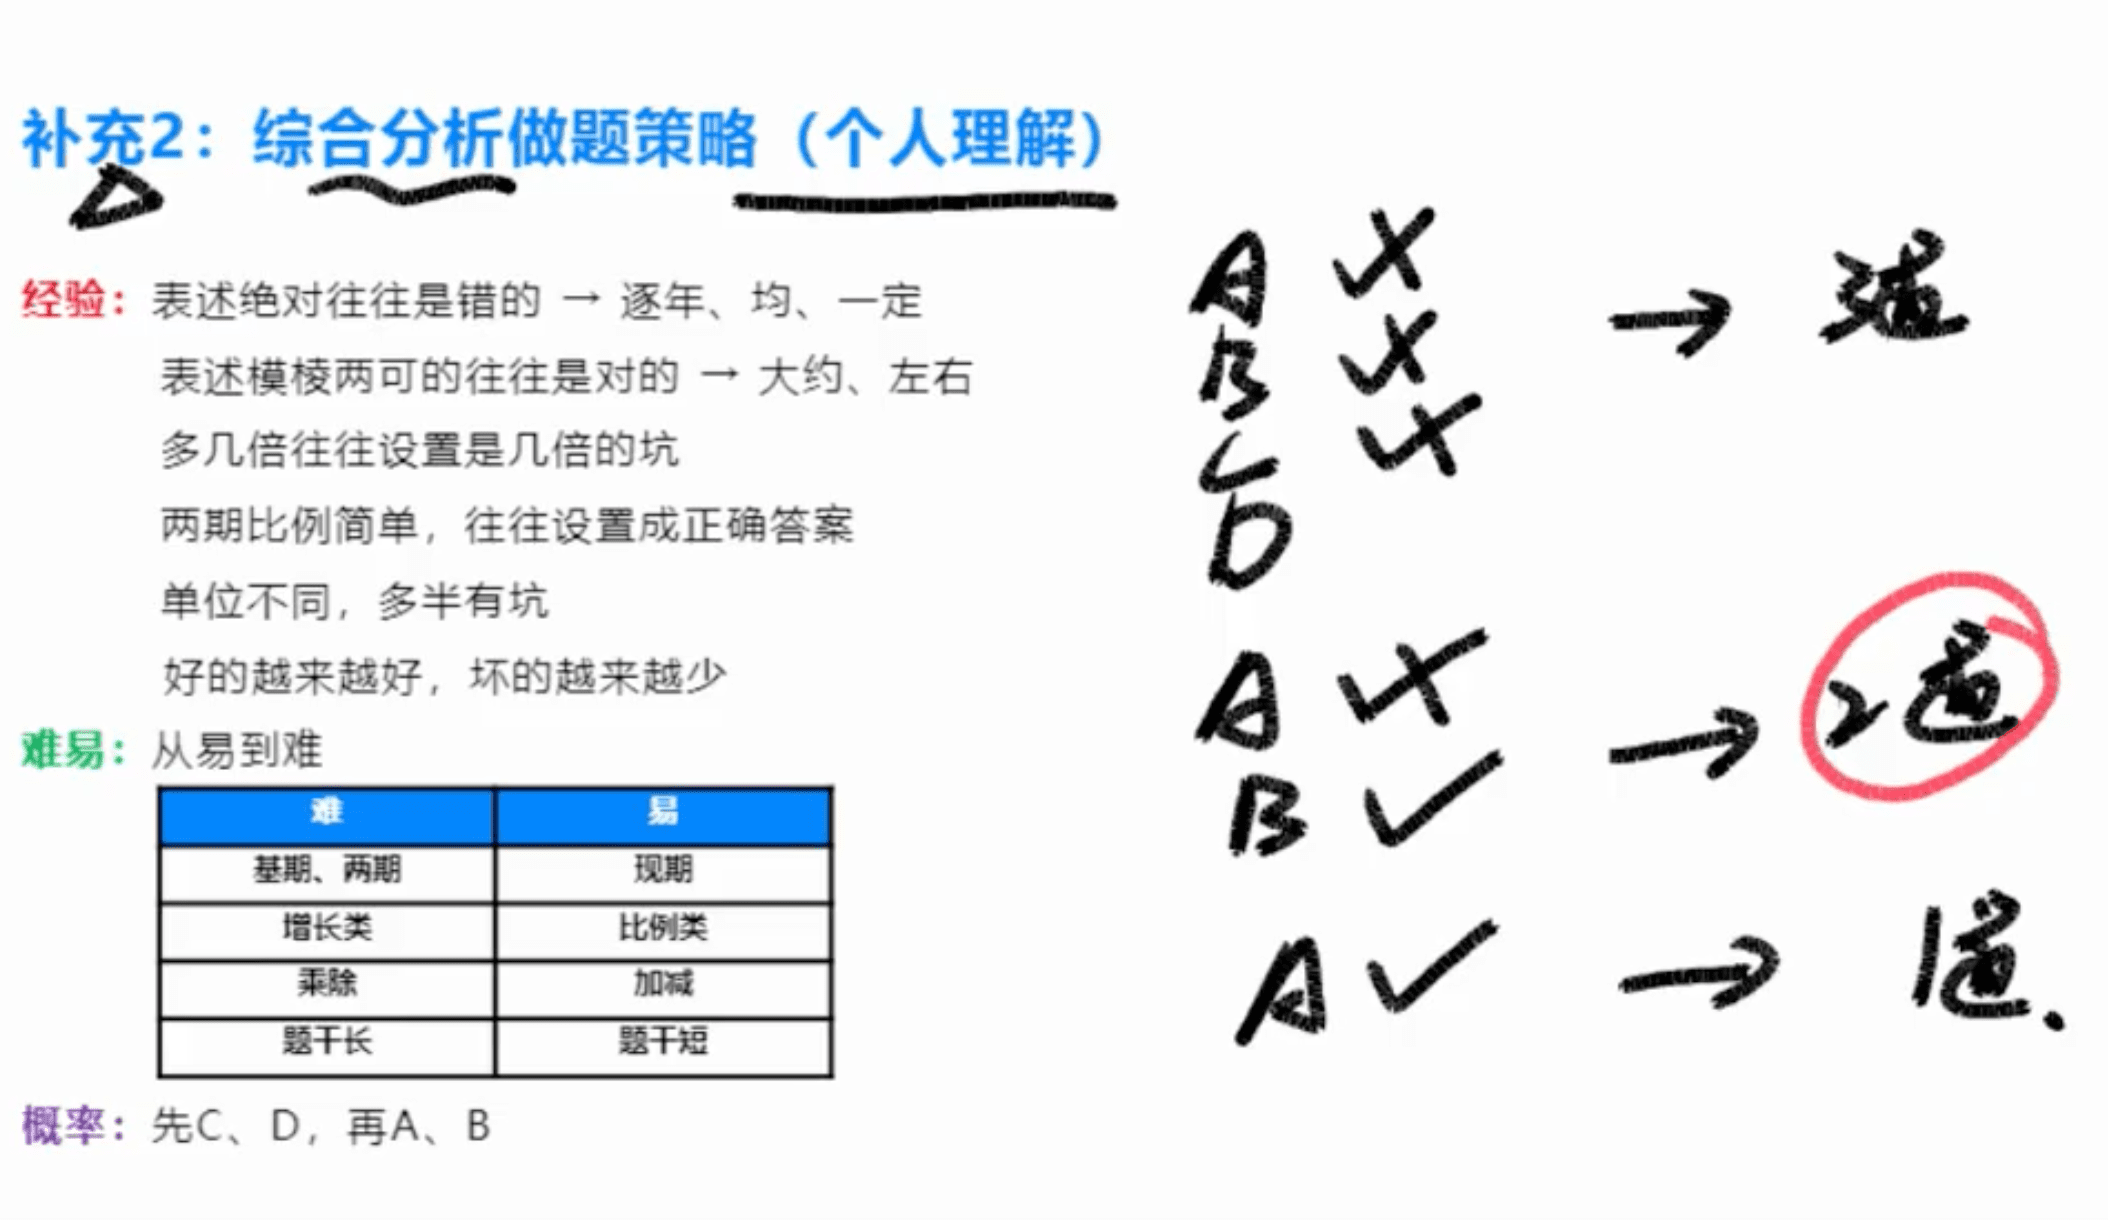 补充2：综合分析做题策略（个人理解）
经验：表述绝对往往是错的 → 逐年、均、一定
表述模棱两可的往往是对的 → 大约、左右
多几倍往往设置是几倍的坑
两期比例简单，往往设置成正确答案
单位不同，多半有坑
好的越来越好，坏的越来越少
难易：从易到难
难 易
基期、两期 现期
增长类 比例类
乘除 加减
题干长 题干短
概率：先C、D，再A、B
A ✓
B ✓
C ✓
D
A ✓ → 2道
B ✓
A ✓ → 1道.